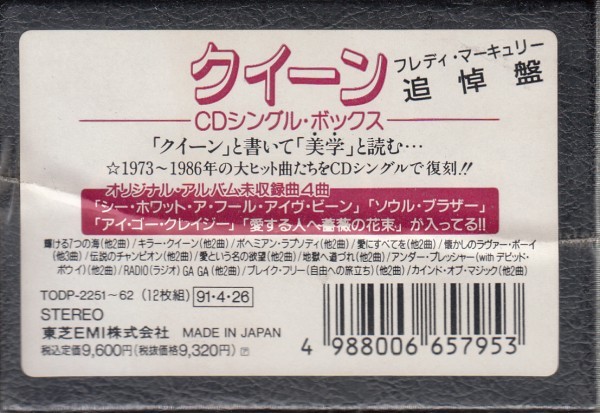 クイーン
フレディ・マーキュリー
追悼盤
CDシングル・ボックス
「クイーン」と書いて「美学」と読む…
☆1973～1986年の大ヒット曲たちをCDシングルで復刻!!
オリジナル・アルバム未収録曲4曲
「シー・ホワット・ア・フール・アイヴ・ビーン」「ソウル・ブラザー」
「アイ・ゴー・クレイジー」「愛する人へ薔薇の花束」が入ってる!!
輝ける7つの海(他2曲)/キラー・クイーン(他2曲)/ボヘミアン・ラプソディ(他2曲)/愛にすべてを(他2曲)/懐かしのラヴァー・ボーイ
(他3曲)/伝説のチャンピオン(他2曲)/愛という名の欲望(他2曲)/地獄へ道づれ(他2曲)/アンダー・プレッシャー(with デビッド・
ボウイ)(他2曲)/RADIO(ラジオ)GA GA(他2曲)/ブレイク・フリー(自由への旅立ち)(他2曲)/カインド・オブ・マジック(他2曲)
TODP-2251～62 (12枚組) 91・4・26
STEREO
東芝EMI株式会社 MADE IN JAPAN
税込定価9,600円(税抜価格9,320円) Ⓟ
4 988006 657953